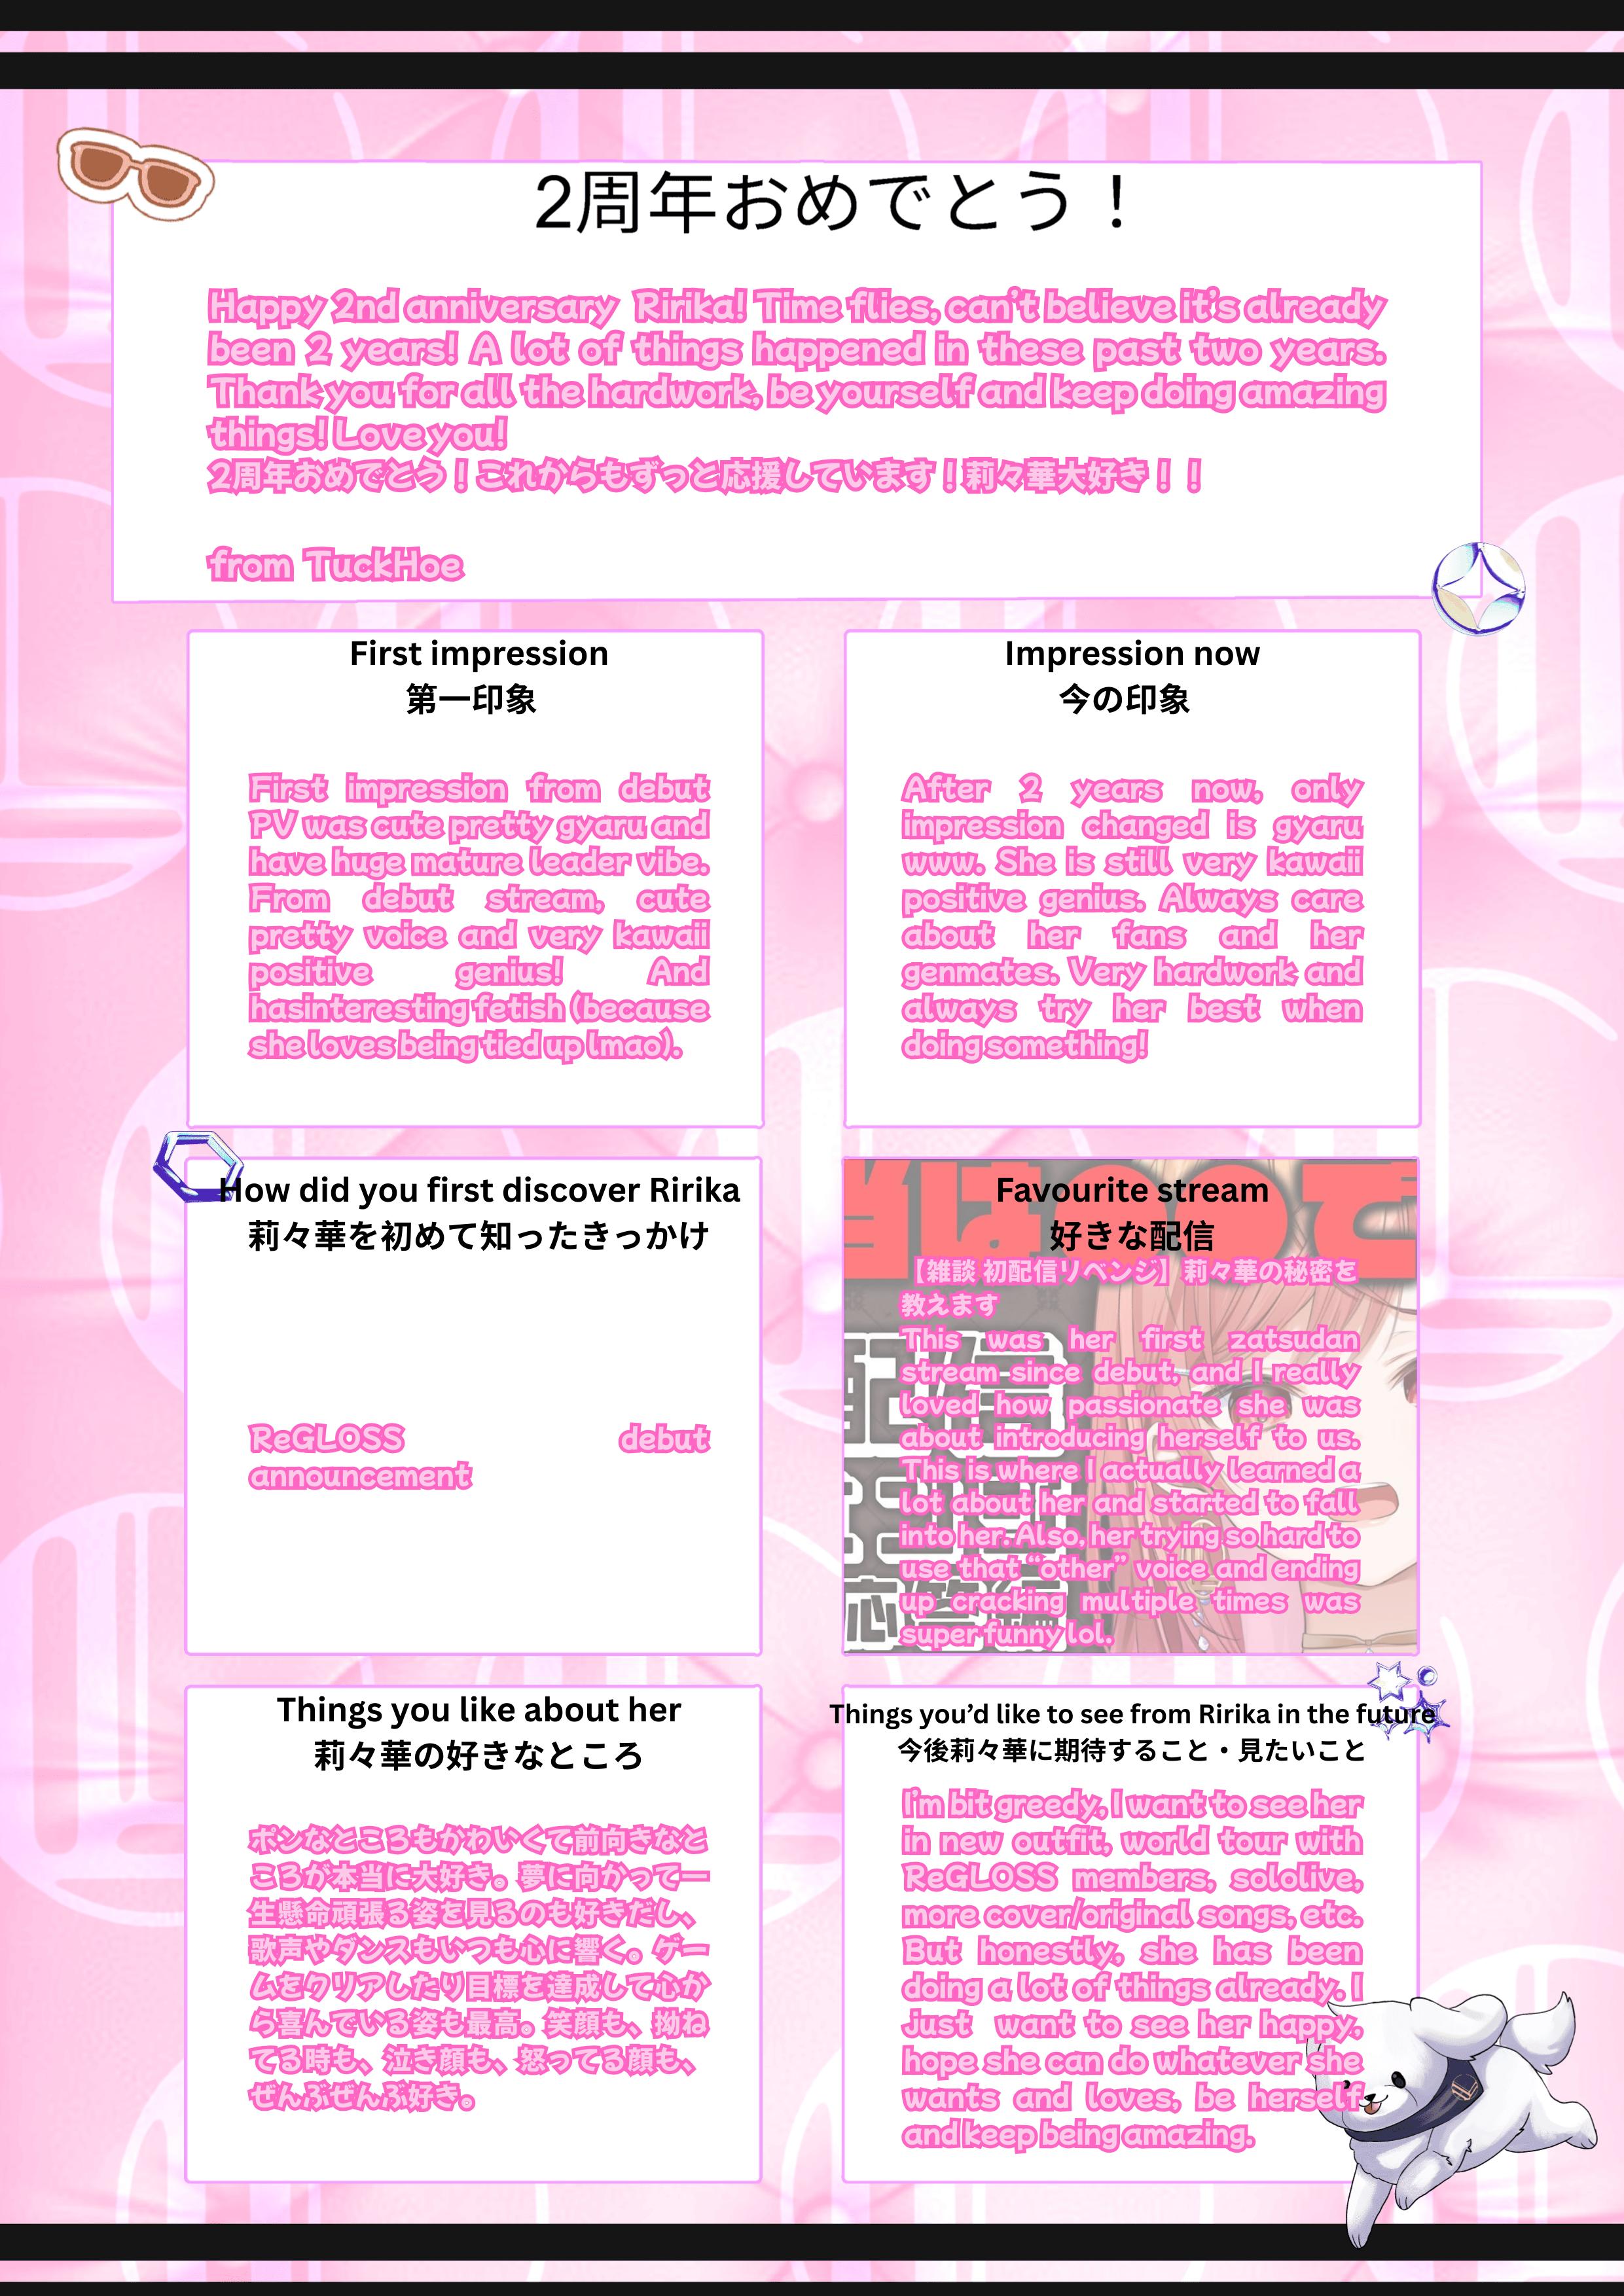 2周年おめでとう！
Happy 2nd anniversary Ririka! Time flies, can't believe it's already
been 2 years! A lot of things happened in these past two years.
Thank you for all the hardwork, be yourself and keep doing amazing
things! Love you!
2周年おめでとう！これからもずっと応援しています！莉々華大好き！！
from TuckHoe
First impression
第一印象
First impression from debut
PV was cute pretty gyaru and
have huge mature leader vibe.
From debut stream, cute
pretty voice and very kawaii
positive genius! And
hasinteresting fetish (because
she loves being tied up lmao).
Impression now
今の印象
After 2 years now, only
impression changed is gyaru
www. She is still very kawaii
positive genius. Always care
about her fans and her
genmates. Very hardwork and
always try her best when
doing something!
How did you first discover Ririka
莉々華を初めて知ったきっかけ
ReGLOSS debut
announcement
Favourite stream
好きな配信
【雑談 初配信リベンジ】莉々華の秘密を
教えます
This was her first zatsudan
stream since debut, and I really
loved how passionate she was
about introducing herself to us.
This is where I actually learned a
lot about her and started to fall
into her. Also, her trying so hard to
use that “other” voice and ending
up cracking multiple times was
super funny lol.
Things you like about her
莉々華の好きなところ
ポンなところもかわいくて前向きなと
ころが本当に大好き。夢に向かって一
生懸命頑張る姿を見るのも好きだし、
歌声やダンスもいつも心に響く。ゲー
ムをクリアしたり目標を達成して心か
ら喜んでいる姿も最高。笑顔も、拗ね
てる時も、泣き顔も、怒ってる顔も、
ぜんぶぜんぶ好き。
Things you’d like to see from Ririka in the future
今後莉々華に期待すること・見たいこと
I'm bit greedy, I want to see her
in new outfit, world tour with
ReGLOSS members, sololive,
more cover/original songs, etc.
But honestly, she has been
doing a lot of things already. I
just want to see her happy,
hope she can do whatever she
wants and loves, be herself
and keep being amazing.